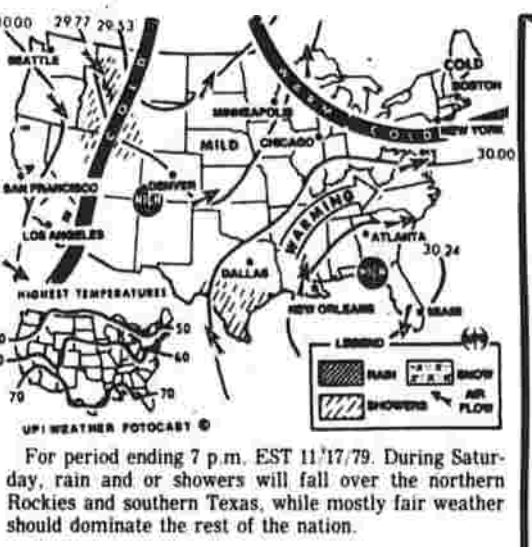 30.00 29.77 29.53
SEATTLE
COLD
WARM
COLD
COLD
BOSTON
NEW YORK
MINNEAPOLIS
MILD
CHICAGO
30.00
SAN FRANCISCO
DENVER
HIGH
WARMING
LOS ANGELES
ATLANTA
30.24
DALLAS
HIGH
HIGHEST TEMPERATURES
NEW ORLEANS
MIAMI
50
60
70
70
LEGEND
RAIN
SNOW
SHOWERS
AIR
FLOW
UPI WEATHER FOTOCAST ©
For period ending 7 p.m. EST 11/17/79. During Satur-
day, rain and or showers will fall over the northern
Rockies and southern Texas, while mostly fair weather
should dominate the rest of the nation.